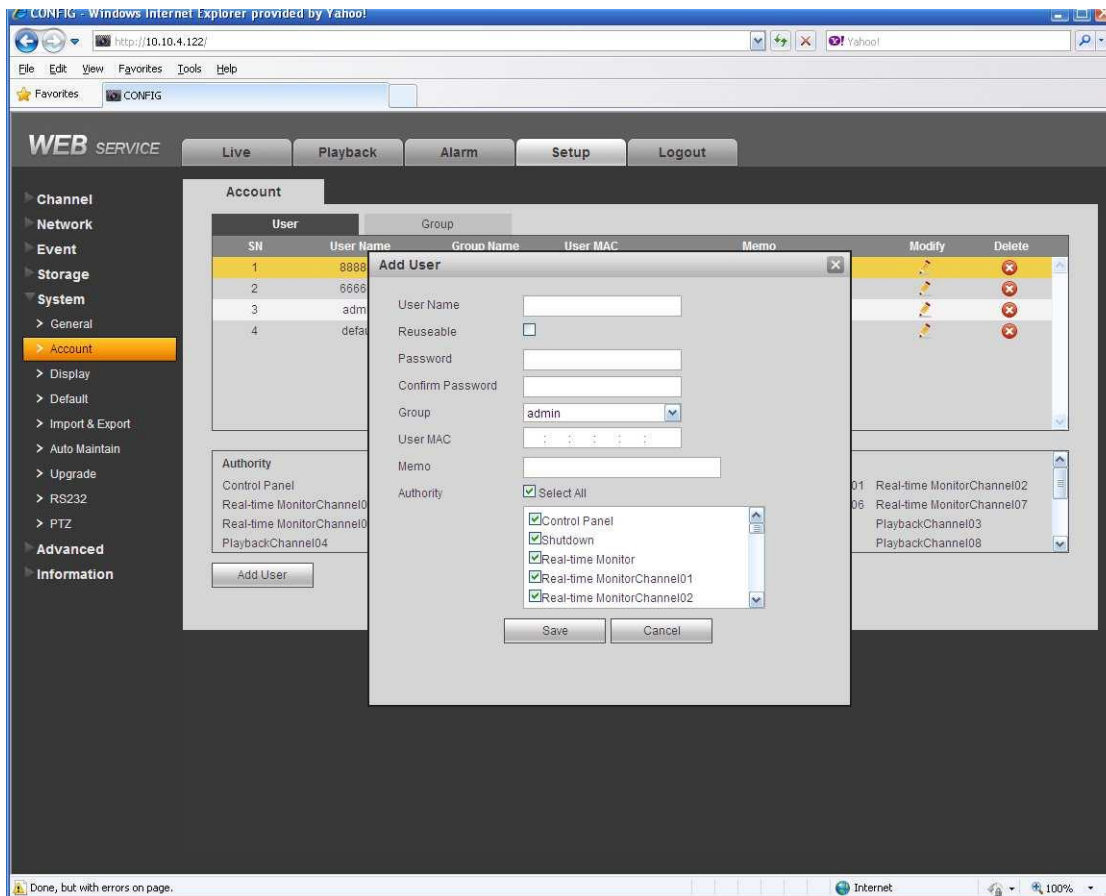 CONFIG - Windows Internet Explorer provided by Yahoo!
http://10.10.4.122/
Yahoo!
File Edit View Favorites Tools Help
Favorites CONFIG
WEB SERVICE
Live Playback Alarm Setup Logout
Channel
Network
Event
Storage
System
> General
> Account
> Display
> Default
> Import & Export
> Auto Maintain
> Upgrade
> RS232
> PTZ
Advanced
Information
Account
User Group
SN User Name Group Name User MAC Memo Modify Delete
1 8888
2 6666
3 adm
4 defau
Authority
Control Panel 01 Real-time MonitorChannel02
Real-time MonitorChannel0 06 Real-time MonitorChannel07
Real-time MonitorChannel0 PlaybackChannel03
PlaybackChannel04 PlaybackChannel08
Add User
Add User
User Name
Reuseable
Password
Confirm Password
Group admin
User MAC : : : : :
Memo
Authority Select All
Control Panel
Shutdown
Real-time Monitor
Real-time MonitorChannel01
Real-time MonitorChannel02
Save Cancel
Done, but with errors on page. Internet 100%